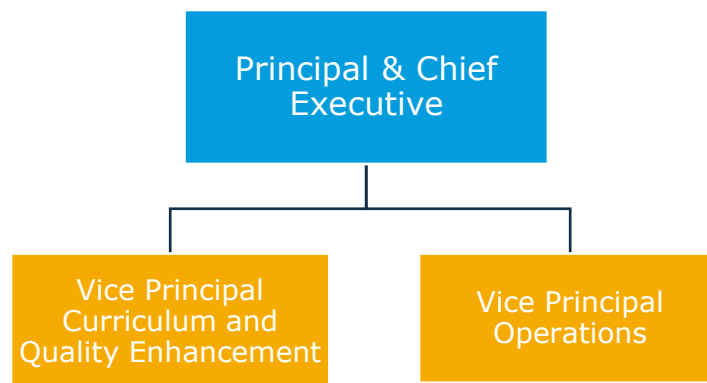 Principal & Chief
Executive
Vice Principal
Curriculum and
Quality Enhancement
Vice Principal
Operations